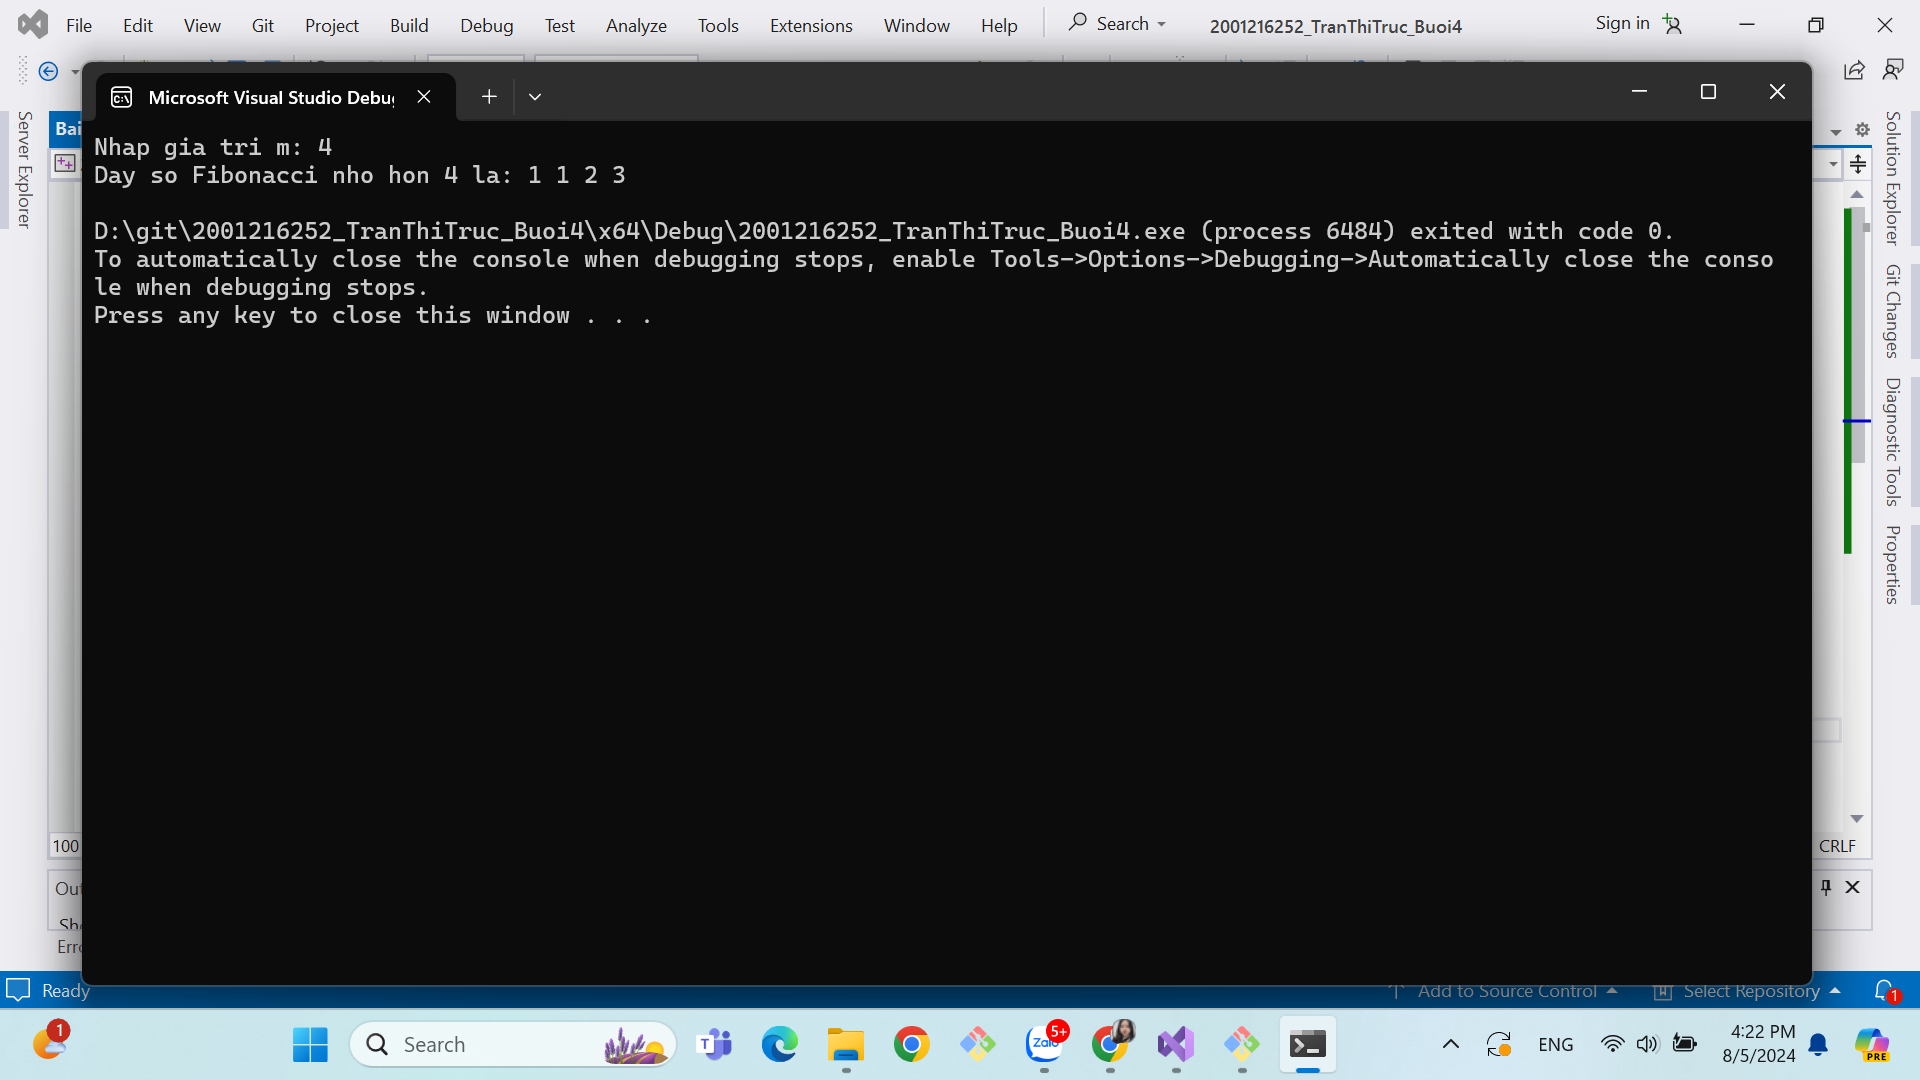 File Edit View Git Project Build Debug Test Analyze Tools Extensions Window Help Search 2001216252_TranThiTruc_Buoi4 Sign in
Microsoft Visual Studio Debu
Server Explorer
Bai
Nhap gia tri m: 4
Day so Fibonacci nho hon 4 la: 1 1 2 3
D:\git\2001216252_TranThiTruc_Buoi4\x64\Debug\2001216252_TranThiTruc_Buoi4.exe (process 6484) exited with code 0.
To automatically close the console when debugging stops, enable Tools->Options->Debugging->Automatically close the conso
le when debugging stops.
Press any key to close this window . . .
Solution Explorer
Git Changes
Diagnostic Tools
Properties
100
CRLF
Out
Sh
Erro
Ready
Add to Source Control
Select Repository
1
1
Search
T
Zalo
5+
ENG
4:22 PM
8/5/2024
PRE